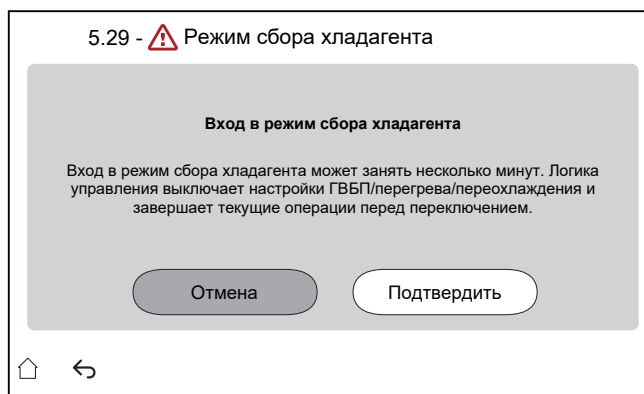 5.29 - Режим сбора хладагента
Вход в режим сбора хладагента
Вход в режим сбора хладагента может занять несколько минут. Логика
управления выключает настройки ГВБП/перегрева/переохлаждения и
завершает текущие операции перед переключением.
Отмена
Подтвердить